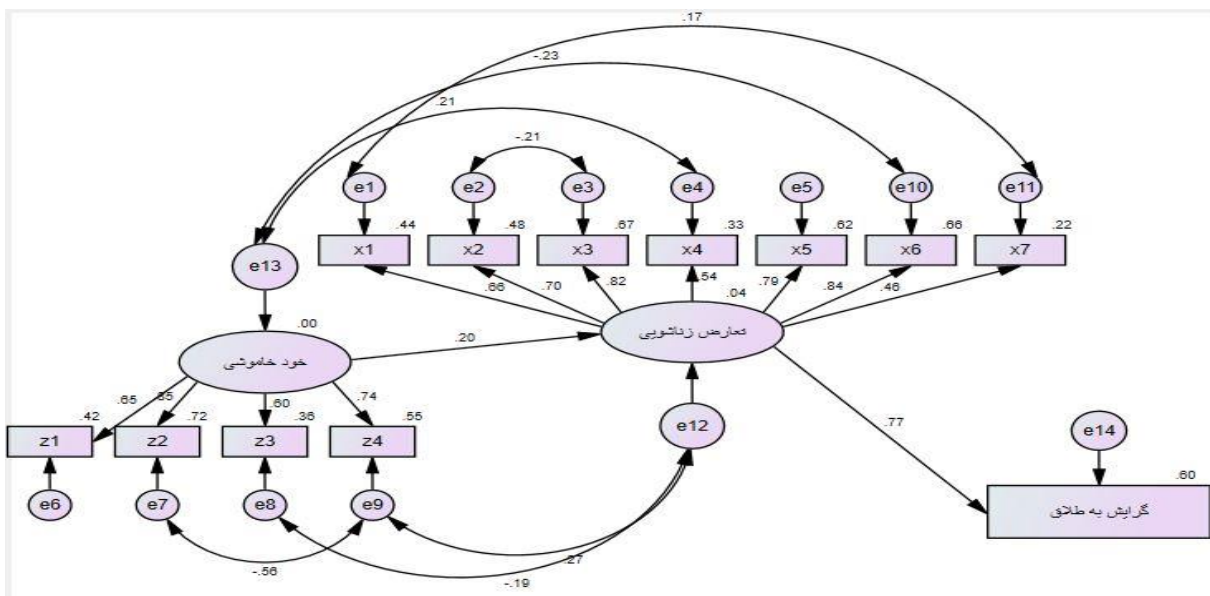 .17
-.23
.21
-.21
e1 e2 e3 e4 e5 e10 e11
.44 .48 .67 .33 .62 .66 .22
x1 x2 x3 x4 x5 x6 x7
e13
.66 .70 .82 .54 .79 .84 .46
.04
تعارض زناشویی
.00
خود خاموشی
.20
.65 .85 .60 .74
.42 .72 .36 .55
z1 z2 z3 z4
e12
.77
e14
.60
گرایش به طلاق
e6 e7 e8 e9
-.56
.27
-.19